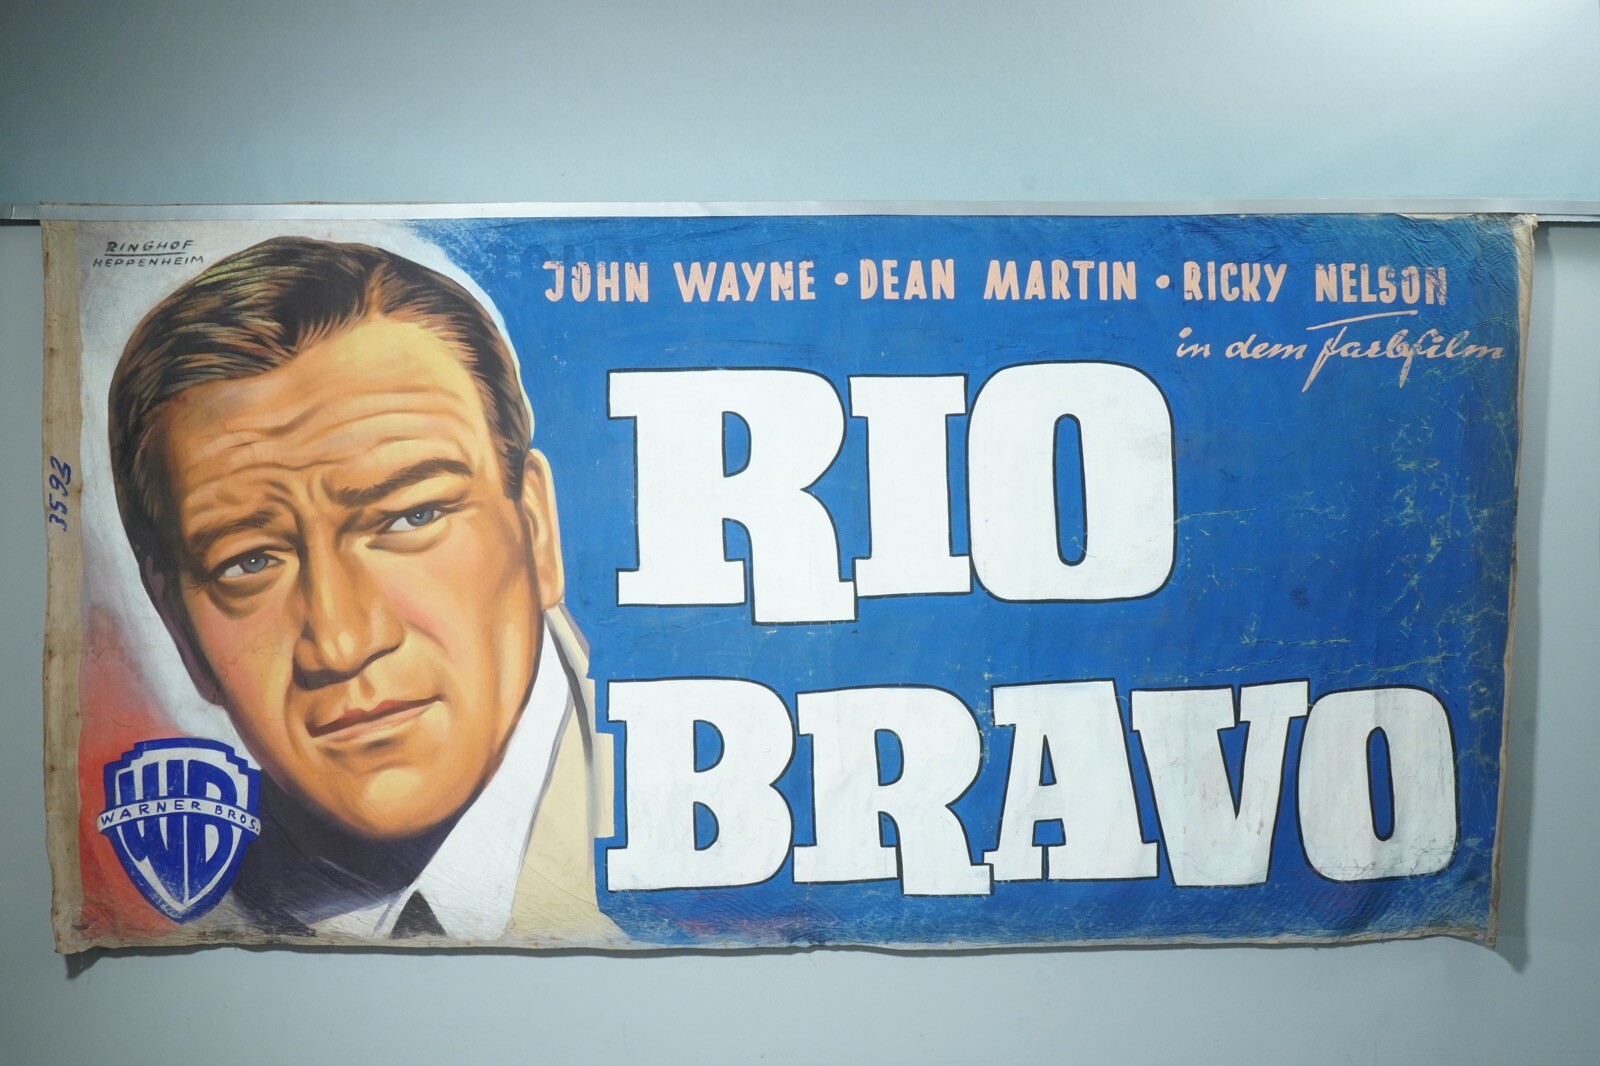 RINGHOF
HEPPENHEIM
JOHN WAYNE • DEAN MARTIN • RICKY NELSON
in dem Farbfilm
RIO
BRAVO
3593
WB
WARNER BROS.